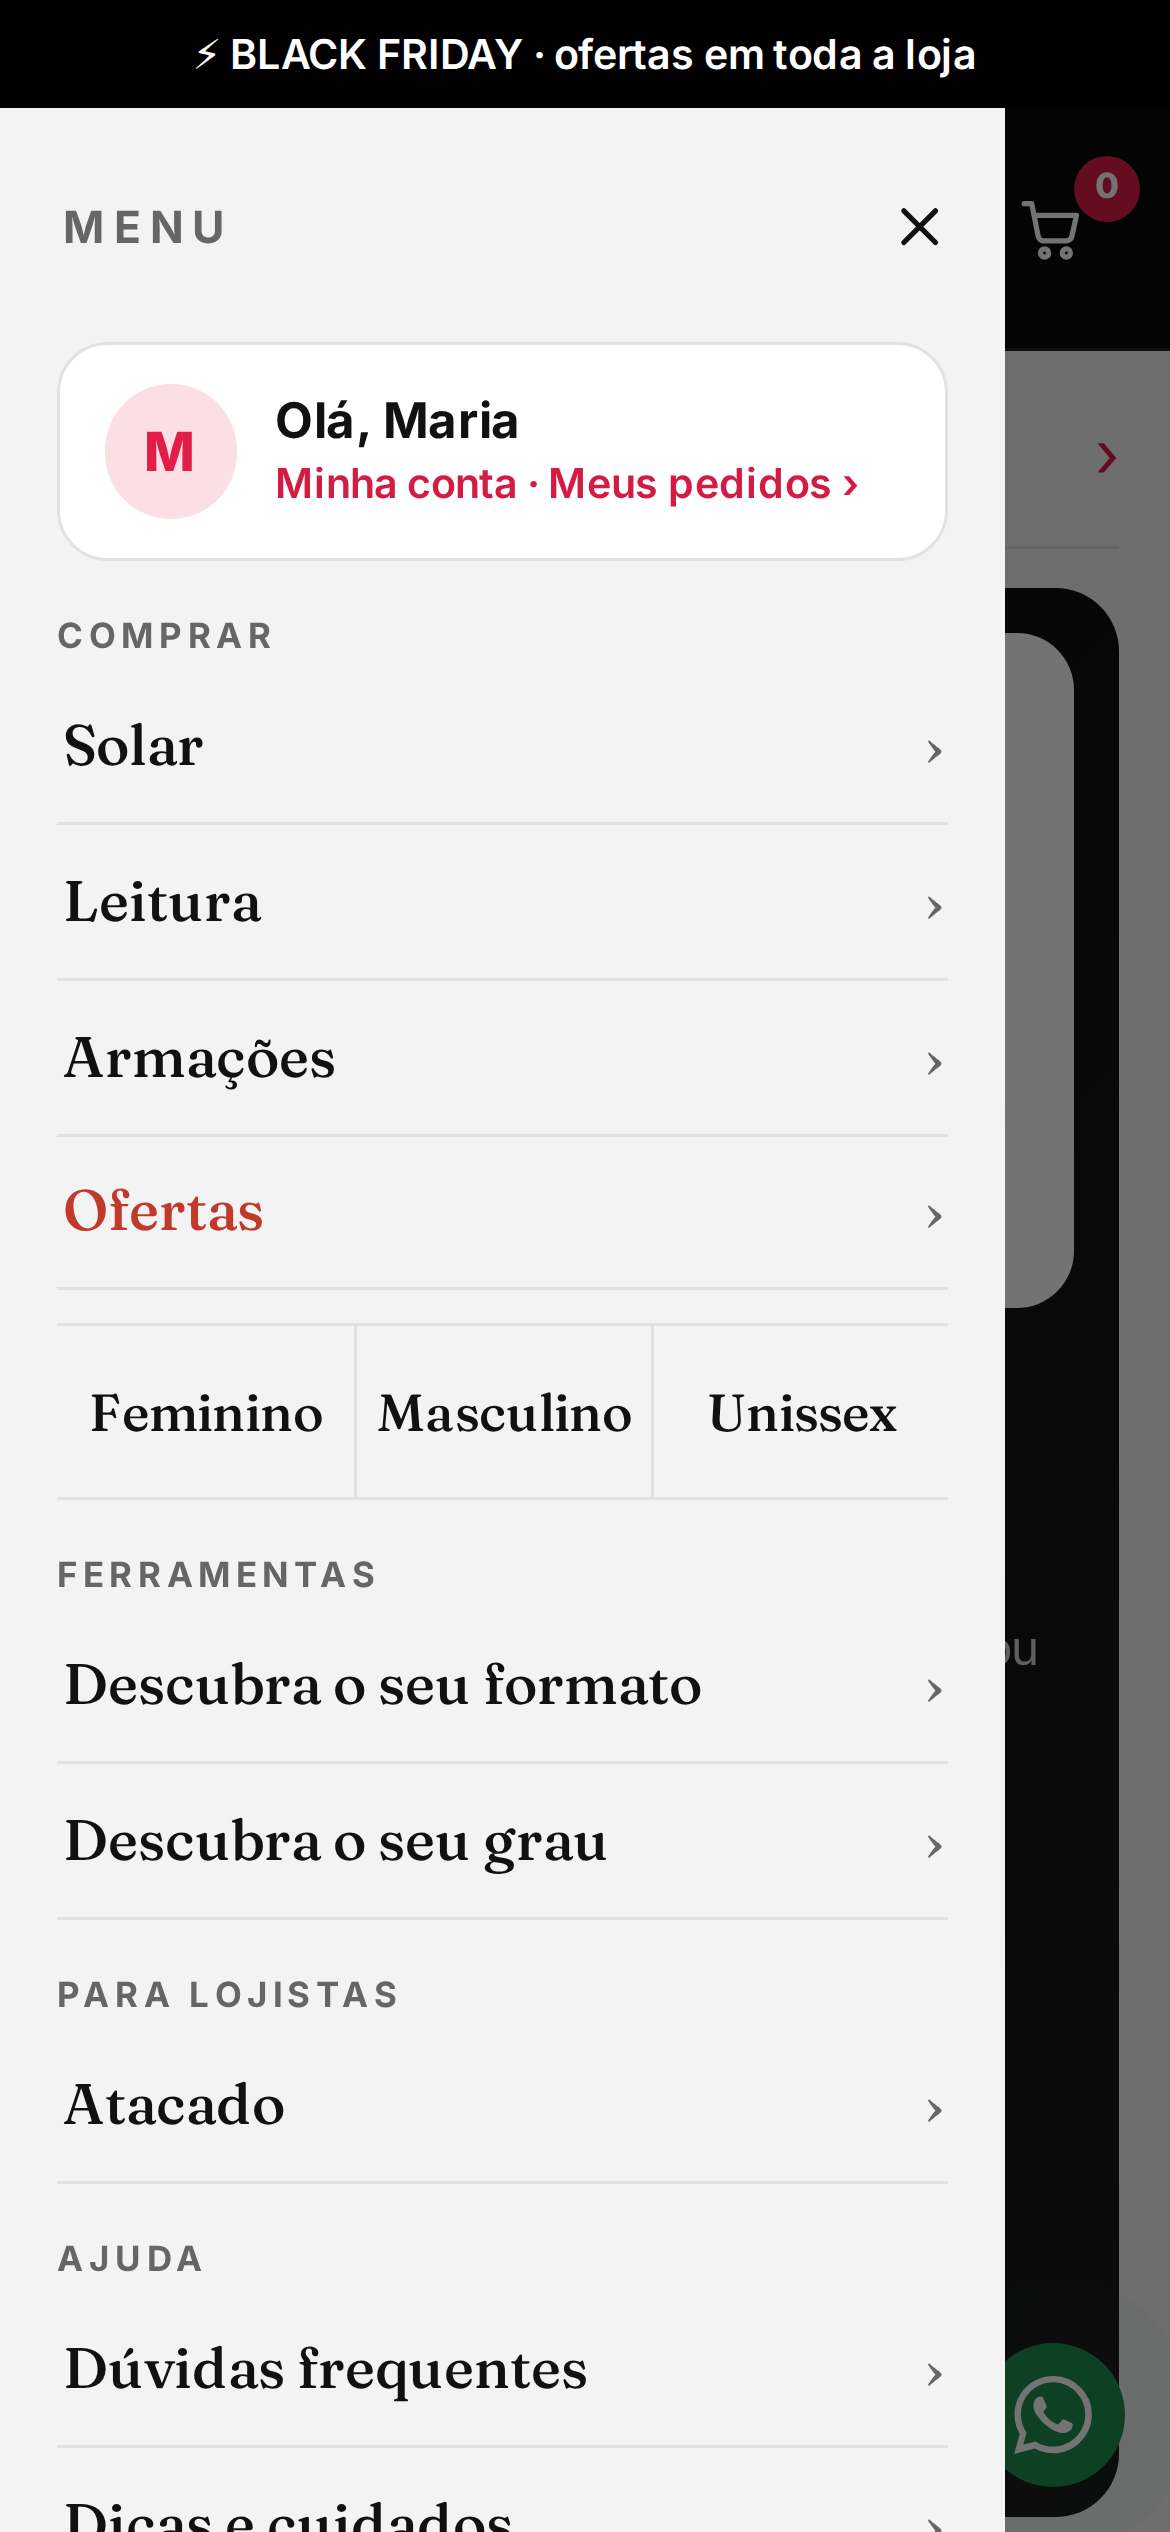 ⚡ BLACK FRIDAY · ofertas em toda a loja
MENU
0
M
Olá, Maria
Minha conta · Meus pedidos ›
COMPRAR
Solar ›
Leitura ›
Armações ›
Ofertas ›
Feminino Masculino Unissex
FERRAMENTAS
Descubra o seu formato ›
ou
Descubra o seu grau ›
PARA LOJISTAS
Atacado ›
AJUDA
Dúvidas frequentes ›
Dicas e cuidados ›